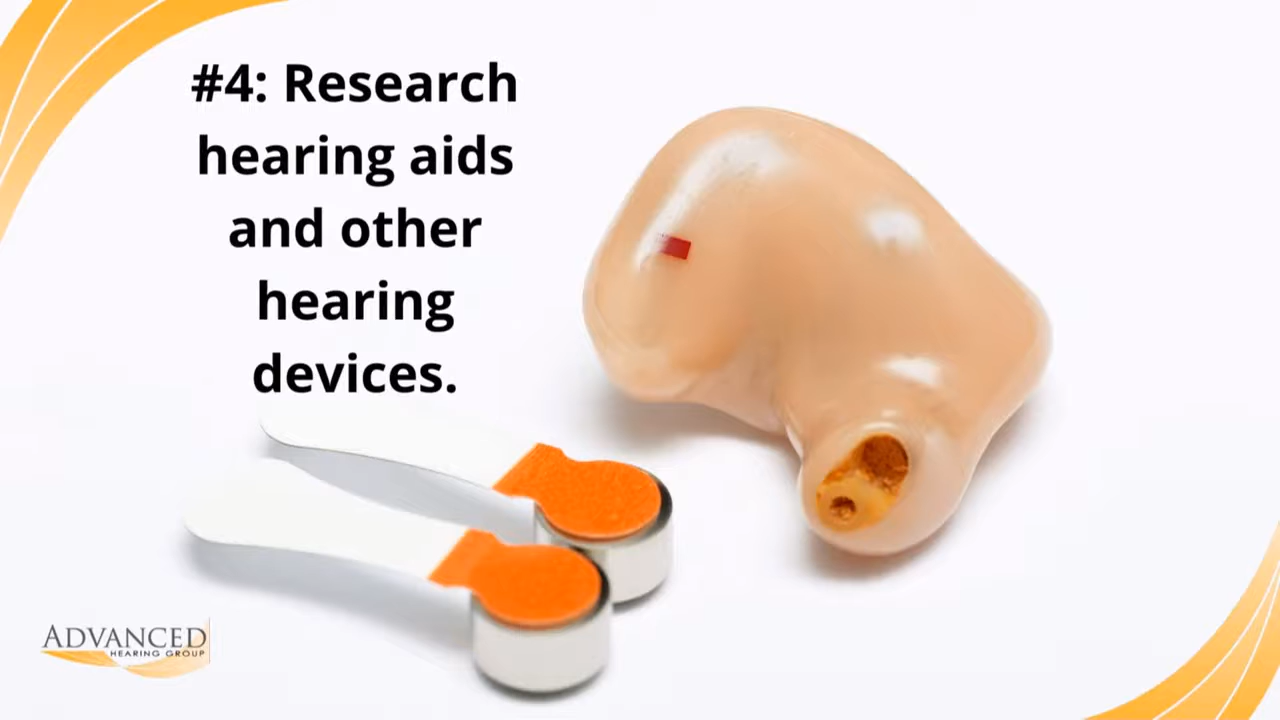 #4: Research
hearing aids
and other
hearing
devices.
ADVANCED
HEARING GROUP